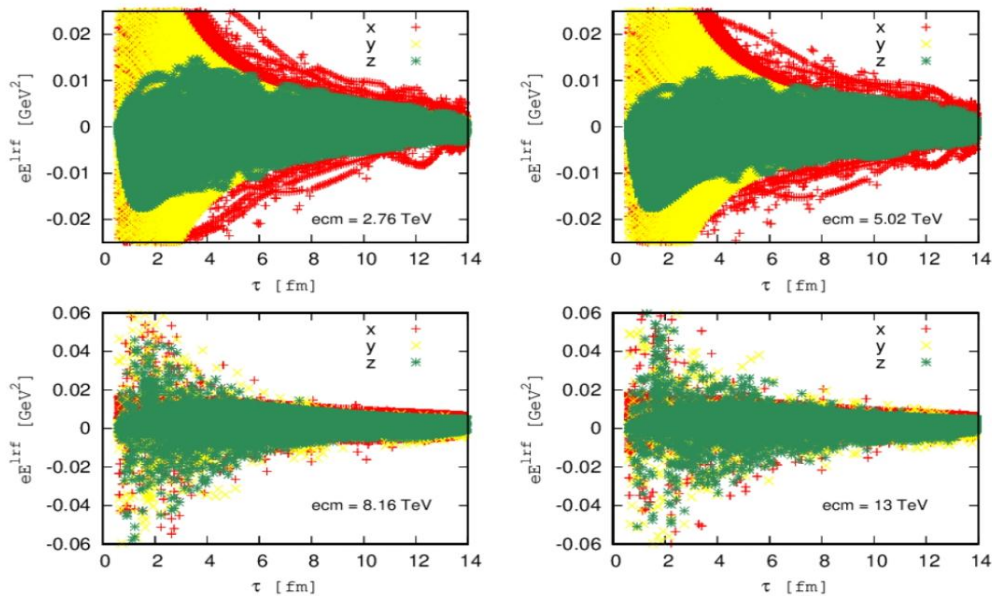 0.02
0.01
0
-0.01
-0.02
eE^lrf [GeV^2]
x
y
z
ecm = 2.76 TeV
0 2 4 6 8 10 12 14
τ [fm]
0.02
0.01
0
-0.01
-0.02
eE^lrf [GeV^2]
x
y
z
ecm = 5.02 TeV
0 2 4 6 8 10 12 14
τ [fm]
0.06
0.04
0.02
0
-0.02
-0.04
-0.06
eE^lrf [GeV^2]
x
y
z
ecm = 8.16 TeV
0 2 4 6 8 10 12 14
τ [fm]
0.06
0.04
0.02
0
-0.02
-0.04
-0.06
eE^lrf [GeV^2]
x
y
z
ecm = 13 TeV
0 2 4 6 8 10 12 14
τ [fm]